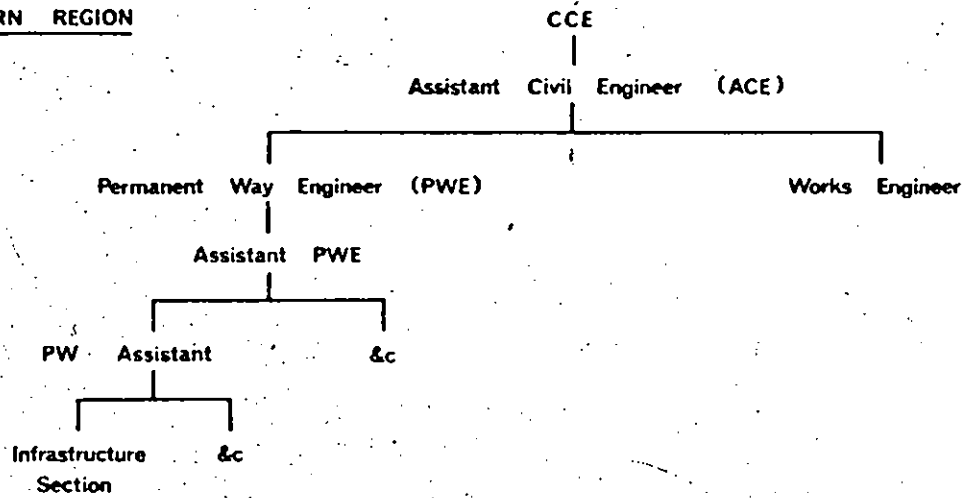 REGION
CCE
Assistant Civil Engineer (ACE)
Permanent Way Engineer (PWE)
Works Engineer
Assistant PWE
PW Assistant
&c
Infrastructure
Section
&c